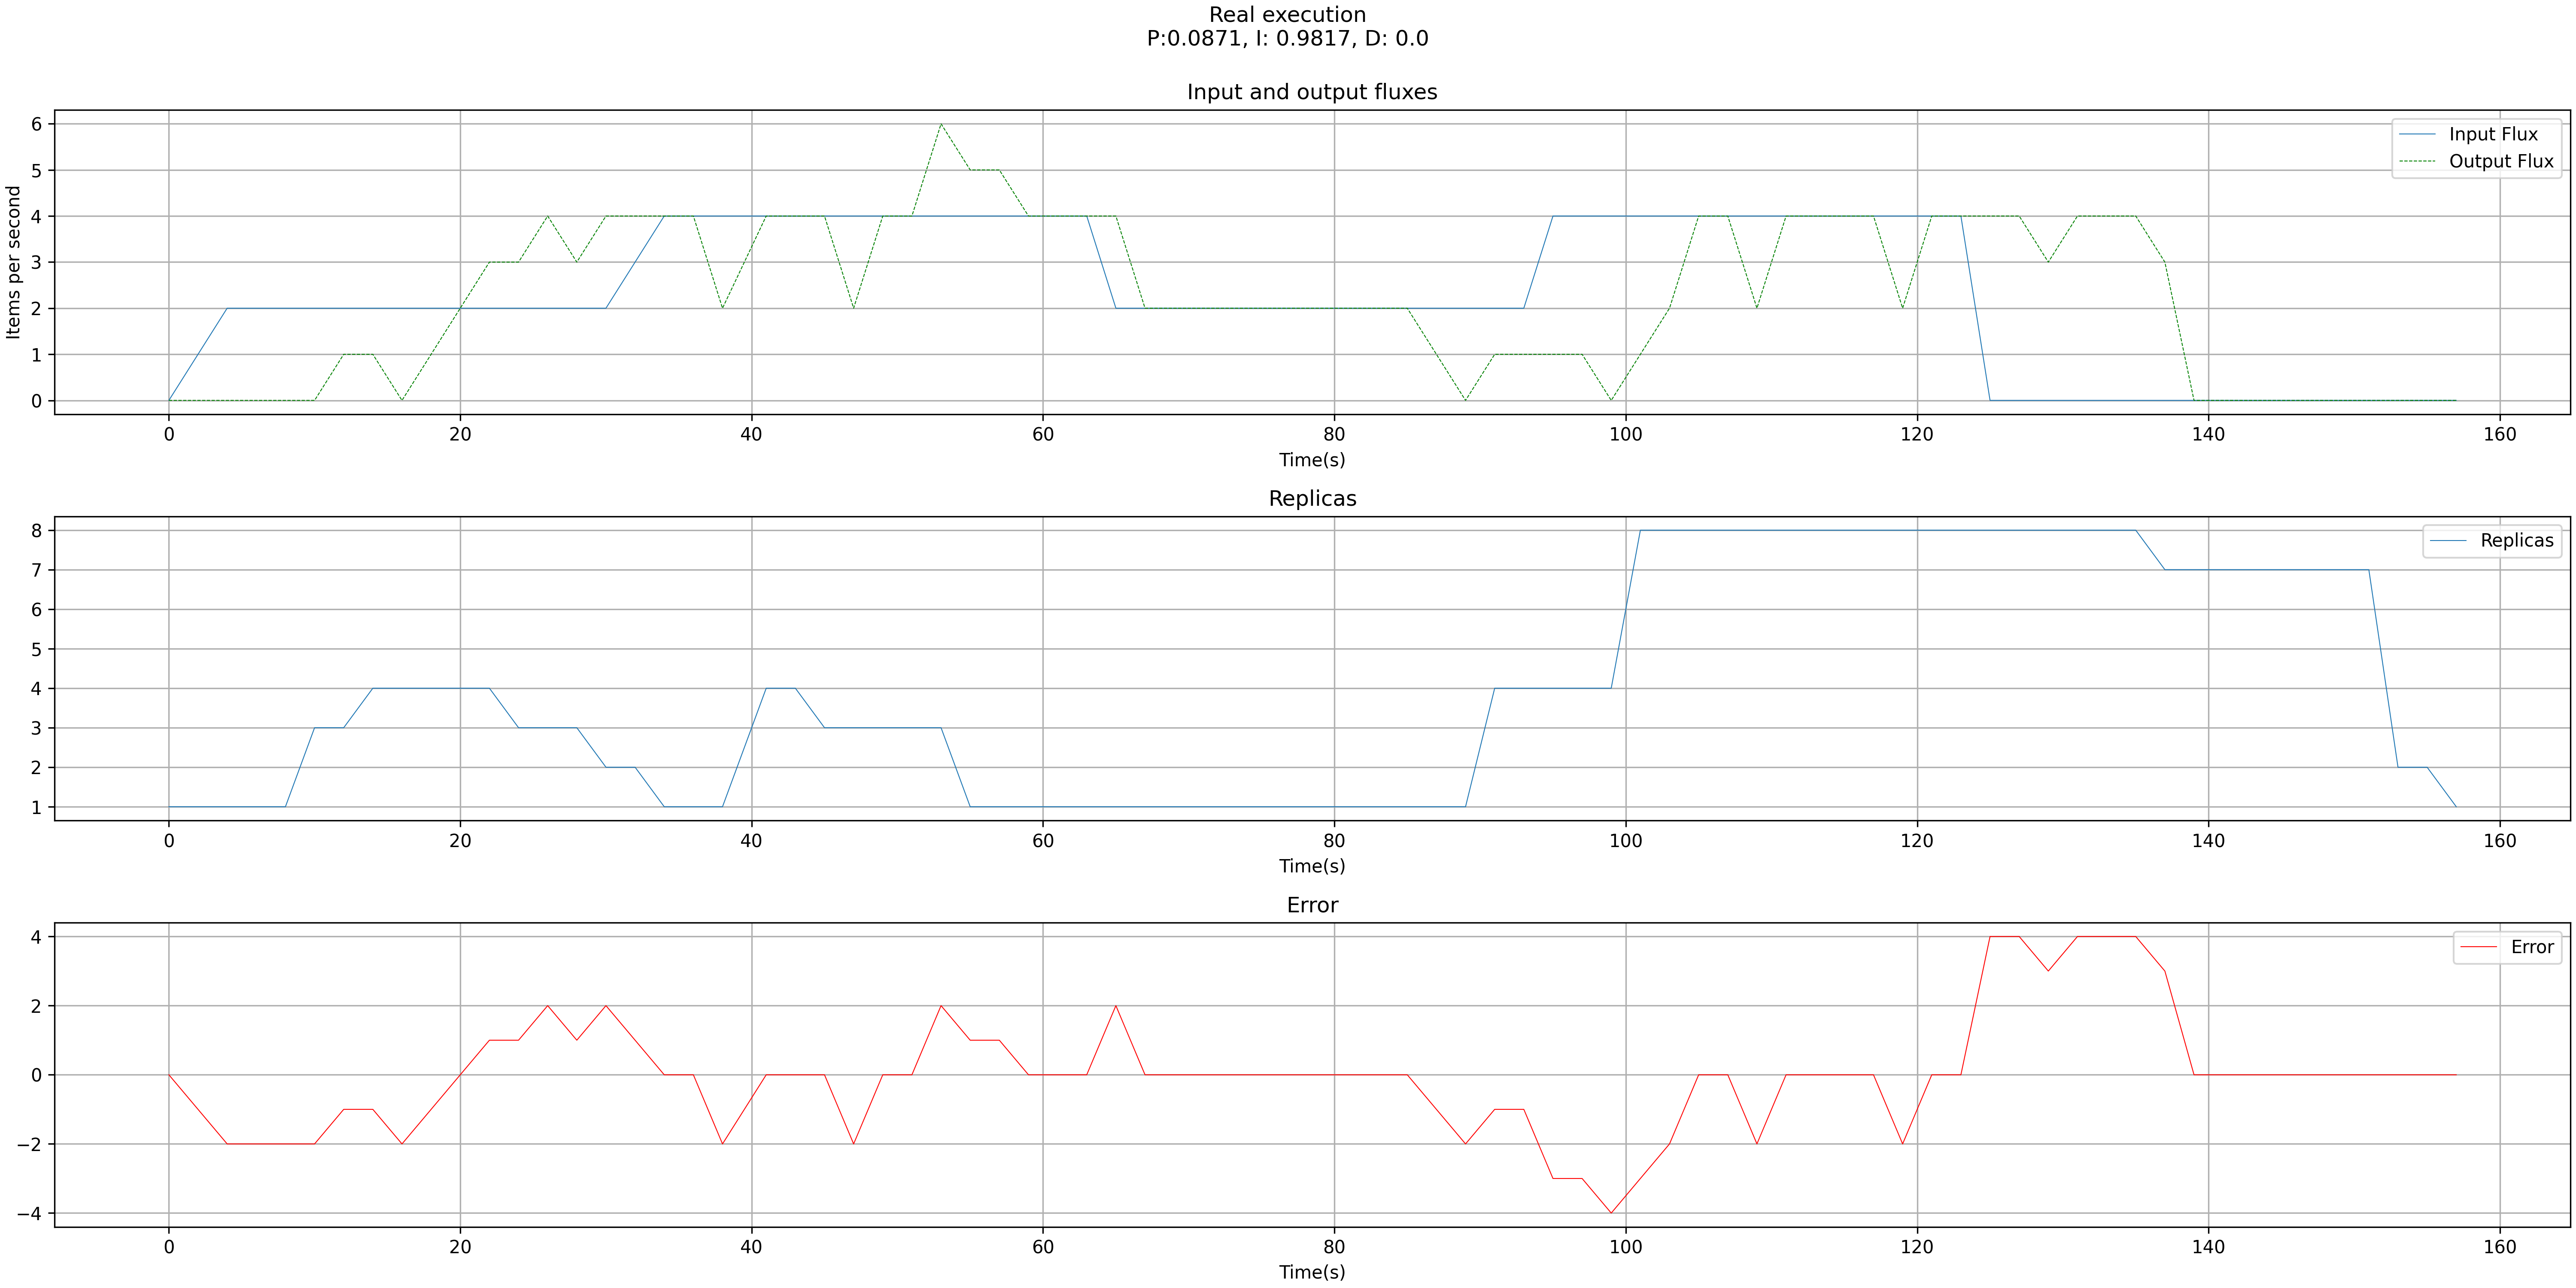 Real execution
P:0.0871, I: 0.9817, D: 0.0
Input and output fluxes
Items per second
6
5
4
3
2
1
0
Input Flux
Output Flux
0 20 40 60 80 100 120 140 160
Time(s)
Replicas
8
7
6
5
4
3
2
1
Replicas
0 20 40 60 80 100 120 140 160
Time(s)
Error
4
2
0
−2
−4
Error
0 20 40 60 80 100 120 140 160
Time(s)